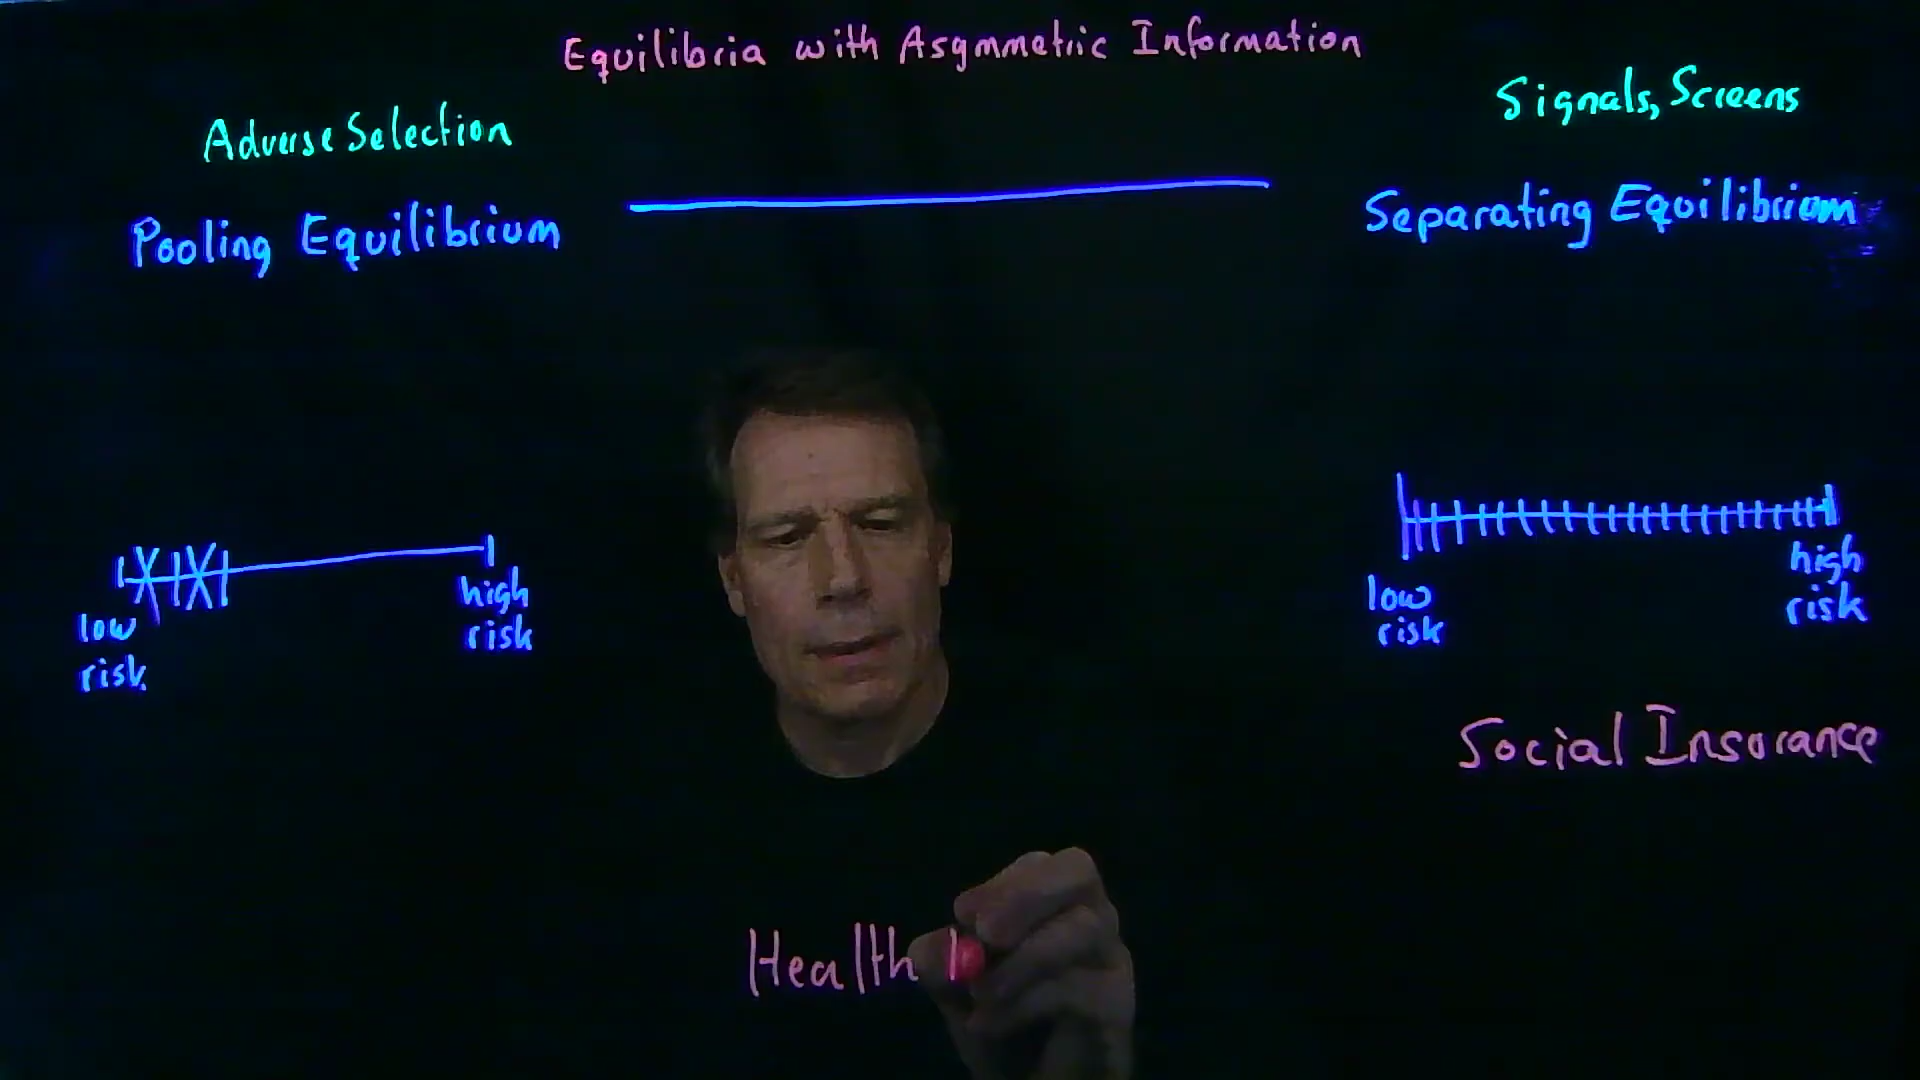 Equilibria with Asymmetric Information
Adverse Selection
Signals, Screens
Pooling Equilibrium
Separating Equilibrium
low
risk
high
risk
low
risk
high
risk
Social Insurance
Health I